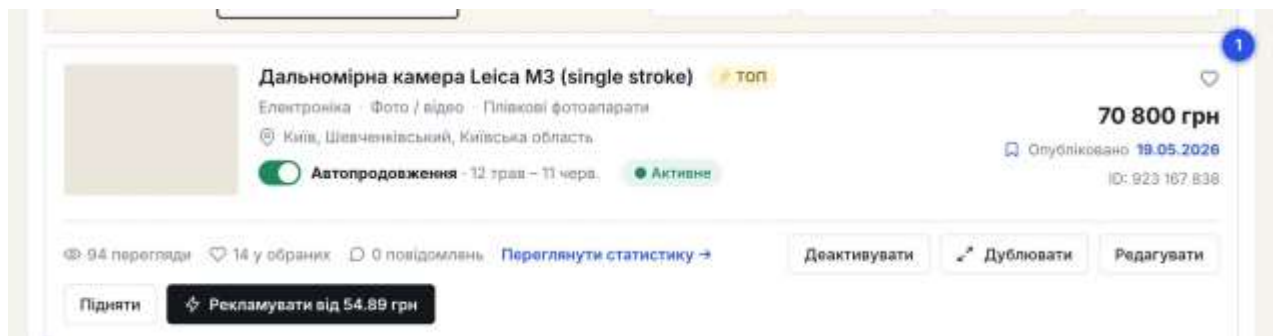 1
Дальномірна камера Leica M3 (single stroke) ТОП
Електроніка · Фото / відео · Плівкові фотоапарати
70 800 грн
Київ, Шевченківський, Київська область
Опубліковано 19.05.2026
Автопродовження · 12 трав – 11 черв. Активне
ID: 923 167 838
94 перегляди 14 у обраних 0 повідомлень Переглянути статистику → Деактивувати Дублювати Редагувати
Підняти Рекламувати від 54.89 грн